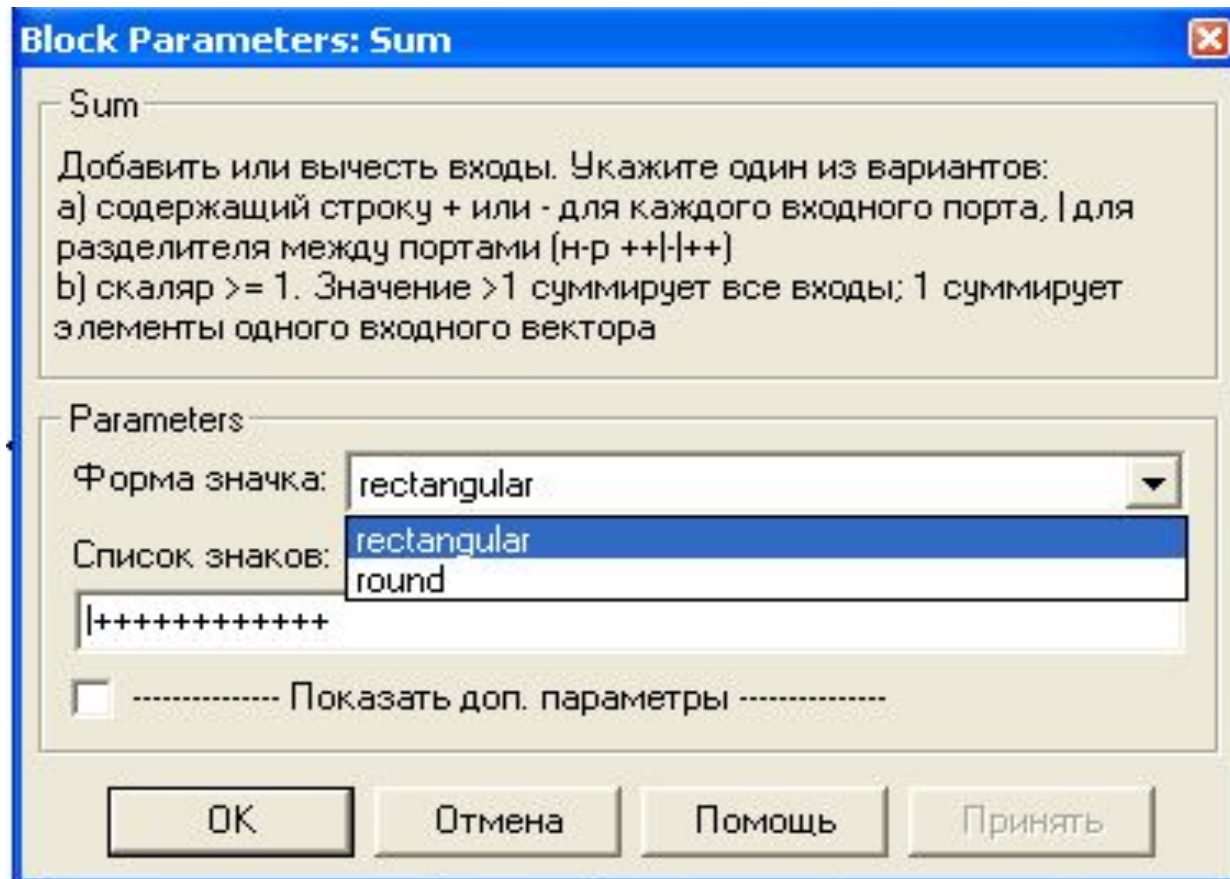 Block Parameters: Sum
Sum
Добавить или вычесть входы. Укажите один из вариантов:
a) содержащий строку + или - для каждого входного порта, | для
разделителя между портами (н-р ++|-|++)
b) скаляр >= 1. Значение >1 суммирует все входы; 1 суммирует
элементы одного входного вектора
Parameters
Форма значка: rectangular
rectangular
Список знаков:
round
|++++++++++++
--------------- Показать доп. параметры ---------------
OK Отмена Помощь Принять